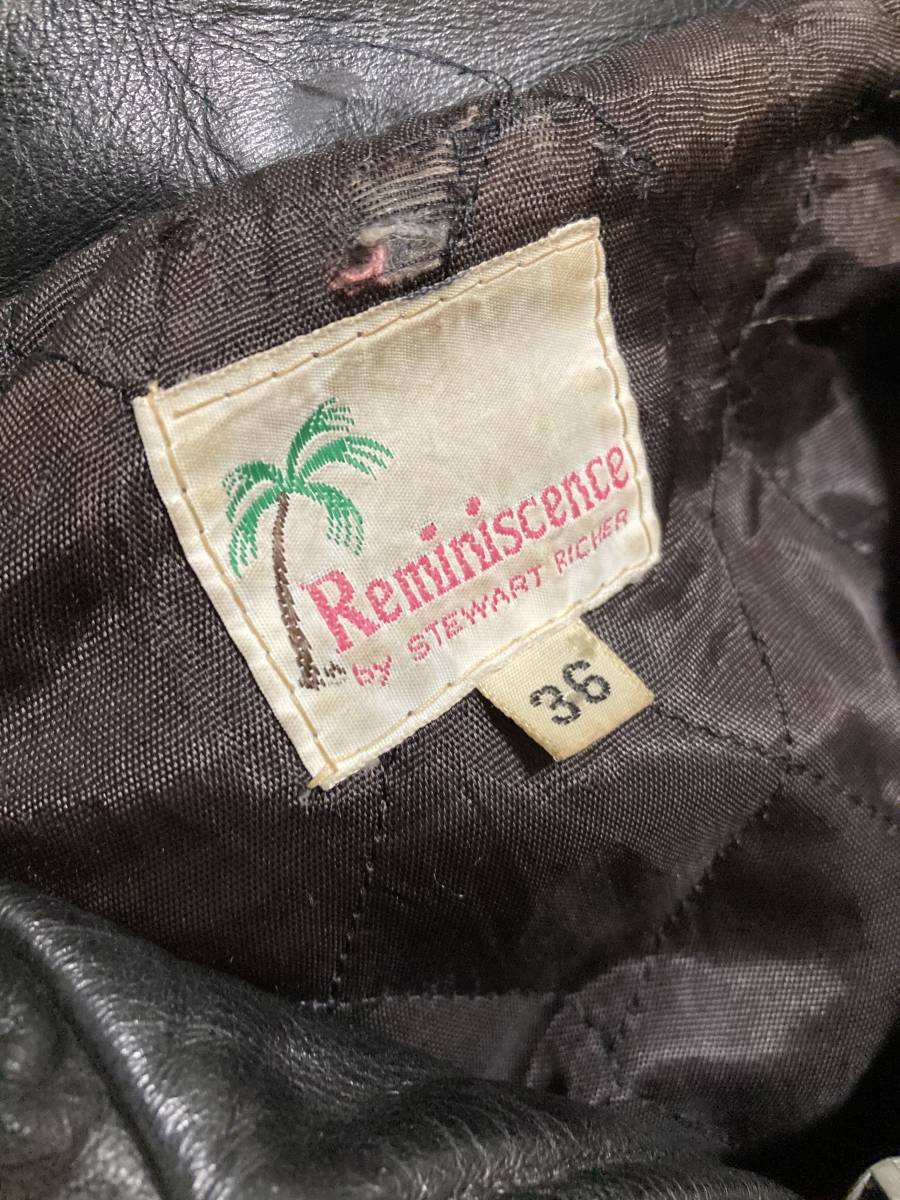 Reminiscence
by STEWART RICHER
36